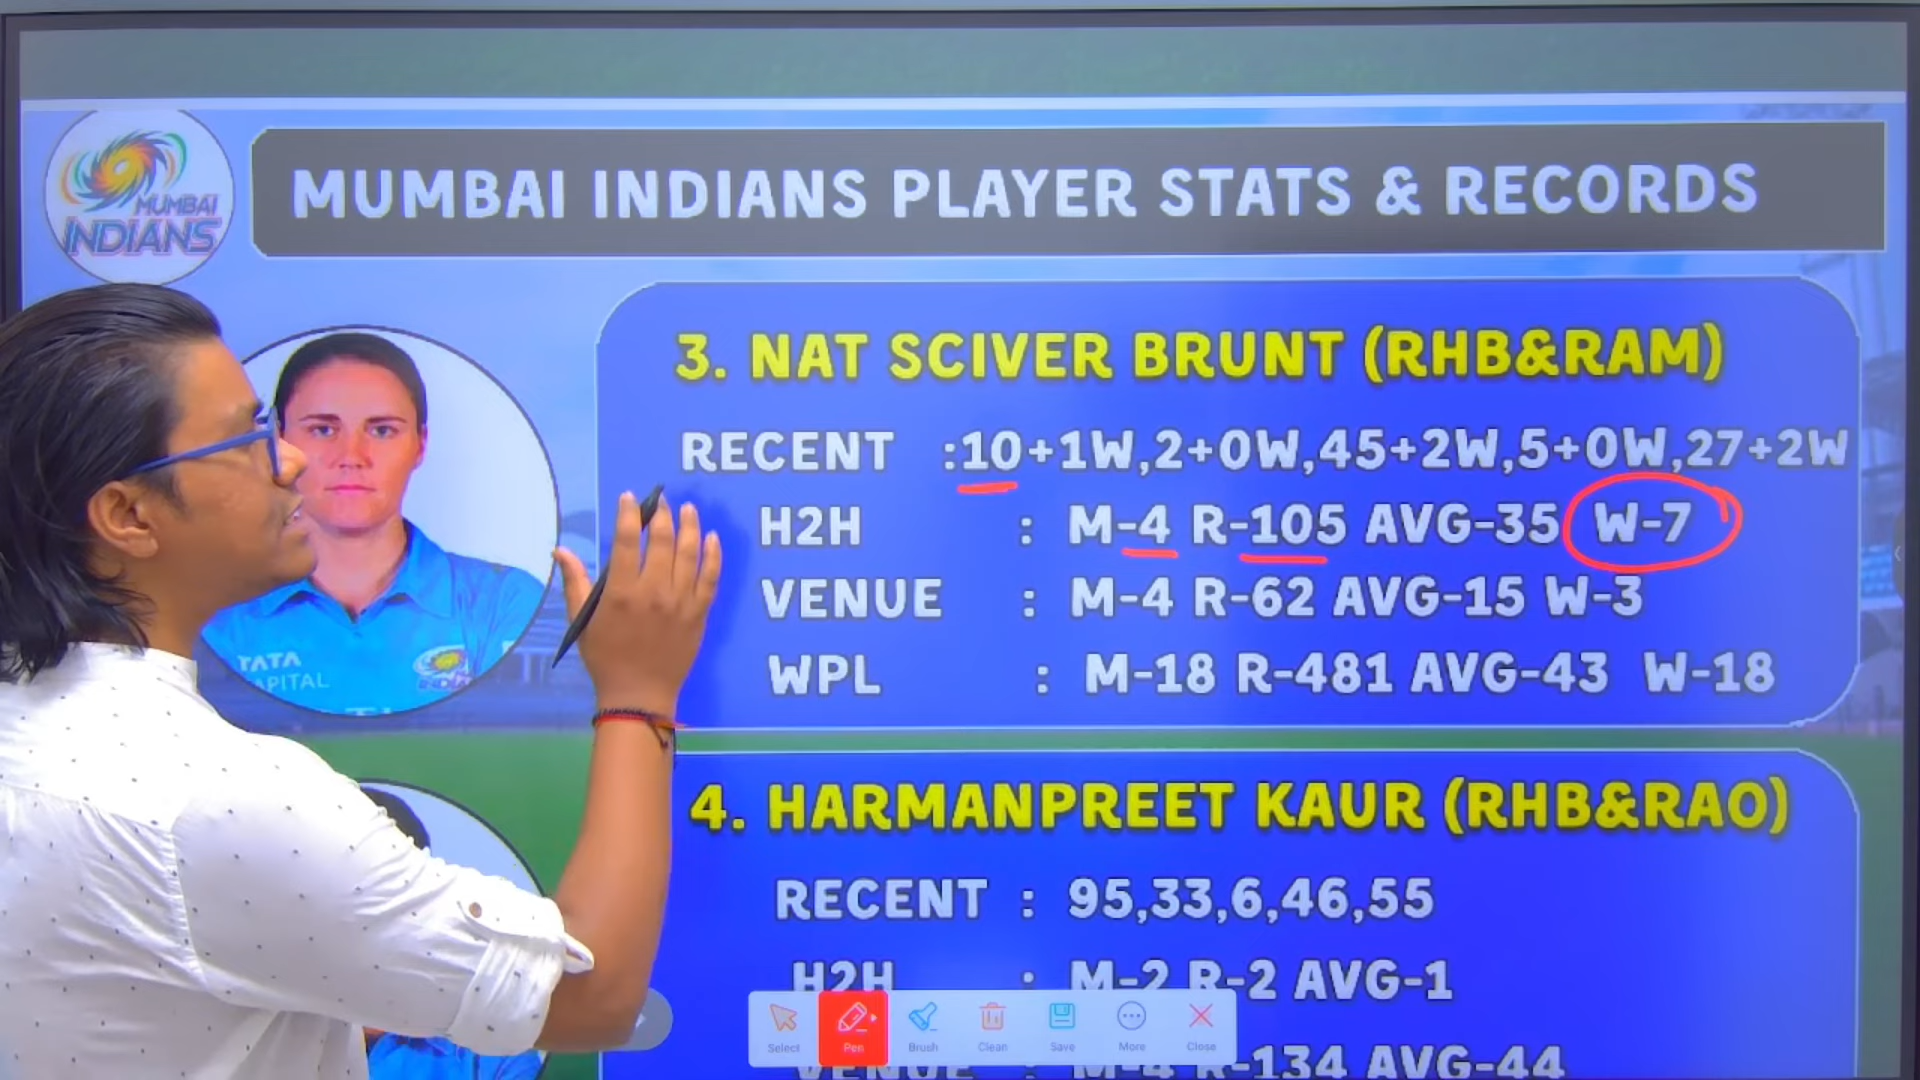 MUMBAI
INDIANS
MUMBAI INDIANS PLAYER STATS & RECORDS
3. NAT SCIVER BRUNT (RHB&RAM)
RECENT :10+1W,2+0W,45+2W,5+0W,27+2W
H2H : M-4 R-105 AVG-35 W-7
VENUE : M-4 R-62 AVG-15 W-3
WPL : M-18 R-481 AVG-43 W-18
TATA
CAPITAL
4. HARMANPREET KAUR (RHB&RAO)
RECENT : 95,33,6,46,55
H2H : M-2 R-2 AVG-1
Select Pen Brush Clean Save More Close
VENUE : M-4 R-134 AVG-44